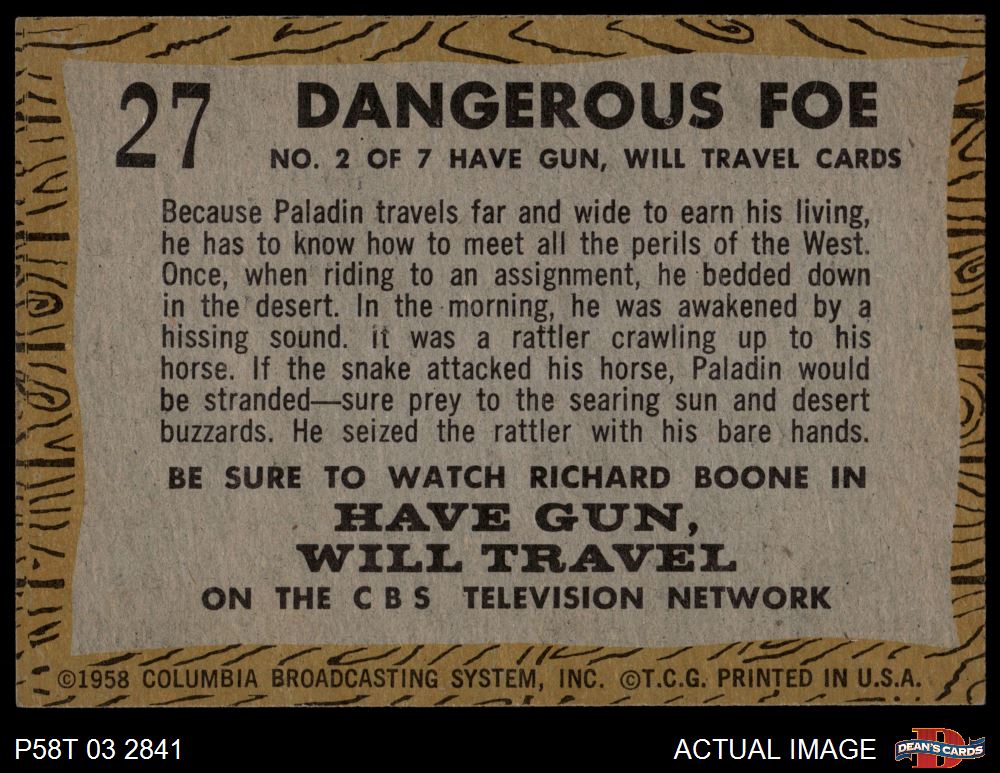 27
DANGEROUS FOE
NO. 2 OF 7 HAVE GUN, WILL TRAVEL CARDS
Because Paladin travels far and wide to earn his living,
he has to know how to meet all the perils of the West.
Once, when riding to an assignment, he bedded down
in the desert. In the morning, he was awakened by a
hissing sound. it was a rattler crawling up to his
horse. If the snake attacked his horse, Paladin would
be stranded—sure prey to the searing sun and desert
buzzards. He seized the rattler with his bare hands.
BE SURE TO WATCH RICHARD BOONE IN
HAVE GUN,
WILL TRAVEL
ON THE C B S TELEVISION NETWORK
©1958 COLUMBIA BROADCASTING SYSTEM, INC. ©T.C.G. PRINTED IN U.S.A.
P58T 03 2841
ACTUAL IMAGE
D
DEAN'S CARDS